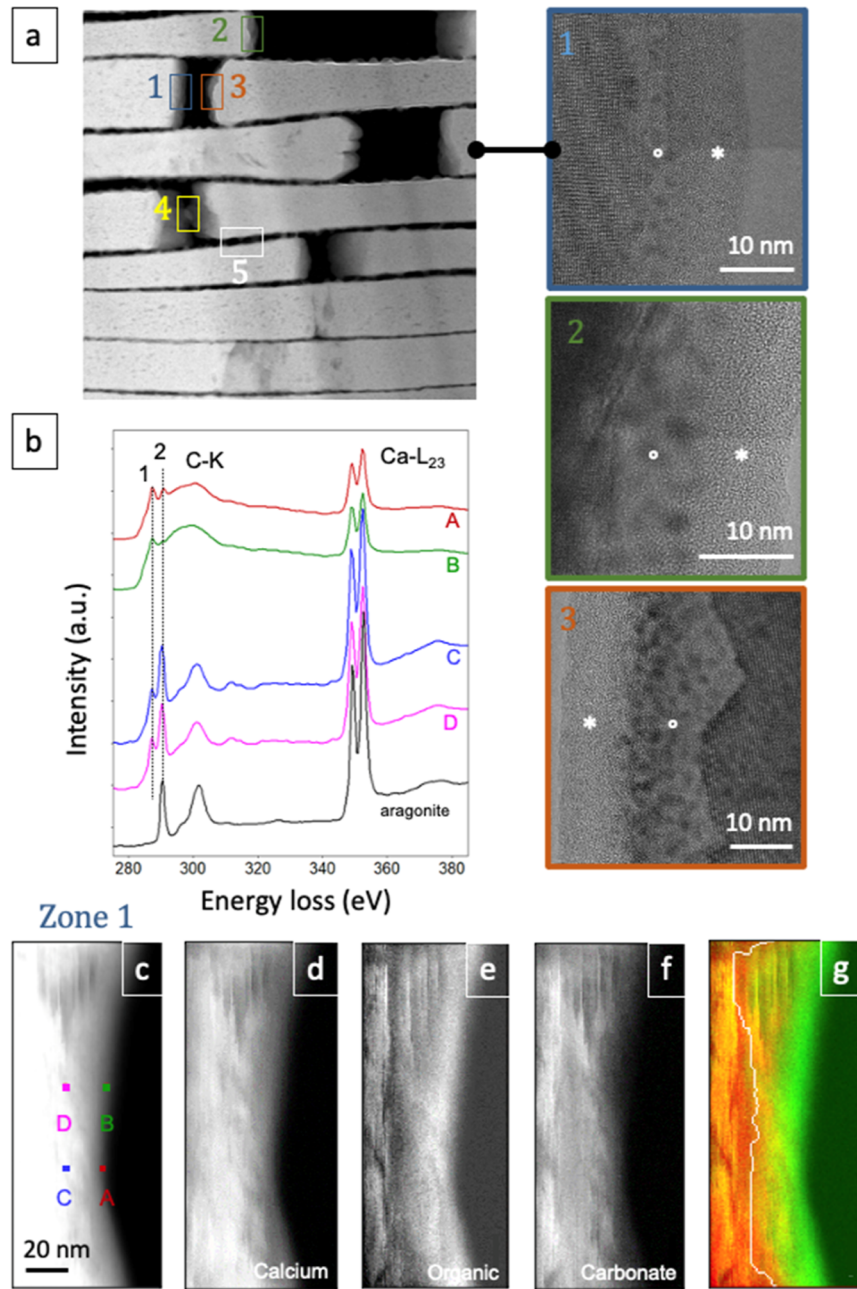 a
2
1
3
4
5
1
10 nm
2
10 nm
3
10 nm
b
1
2
C-K
Ca-L₂₃
A
B
C
D
aragonite
Intensity (a.u.)
280 300 320 340 360 380
Energy loss (eV)
Zone 1
c
D
B
C
A
20 nm
d
Calcium
e
Organic
f
Carbonate
g